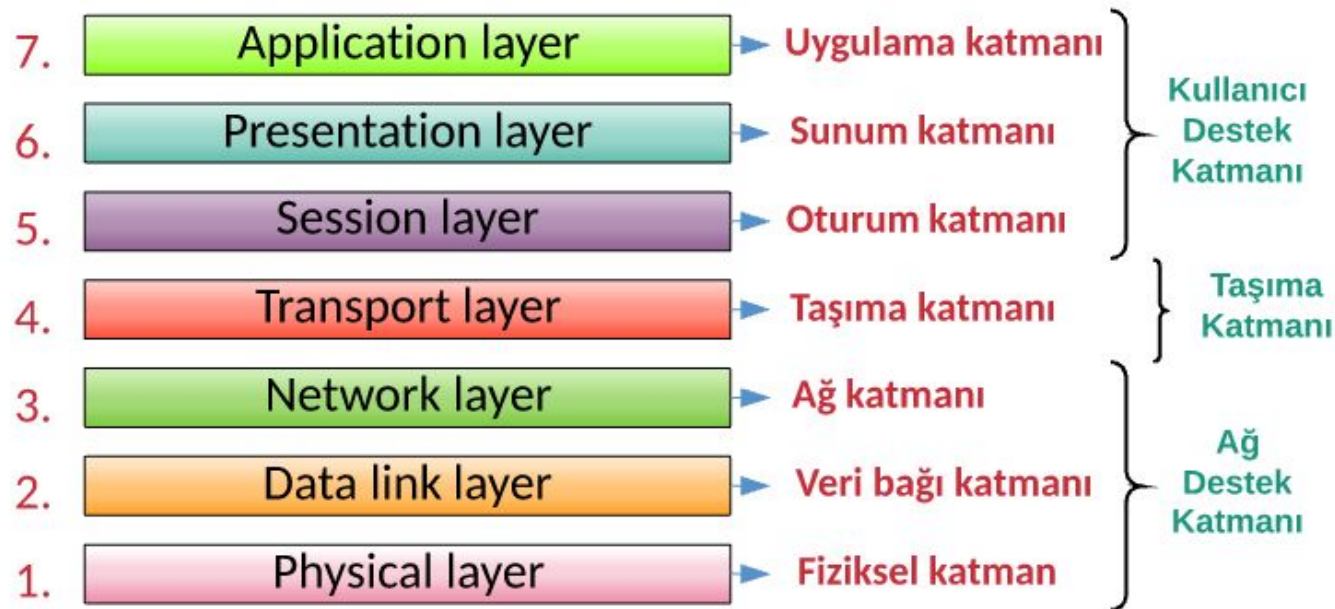 7. Application layer Uygulama katmanı
6. Presentation layer Sunum katmanı
5. Session layer Oturum katmanı
Kullanıcı
Destek
Katmanı
4. Transport layer Taşıma katmanı
Taşıma
Katmanı
3. Network layer Ağ katmanı
2. Data link layer Veri bağı katmanı
1. Physical layer Fiziksel katman
Ağ
Destek
Katmanı